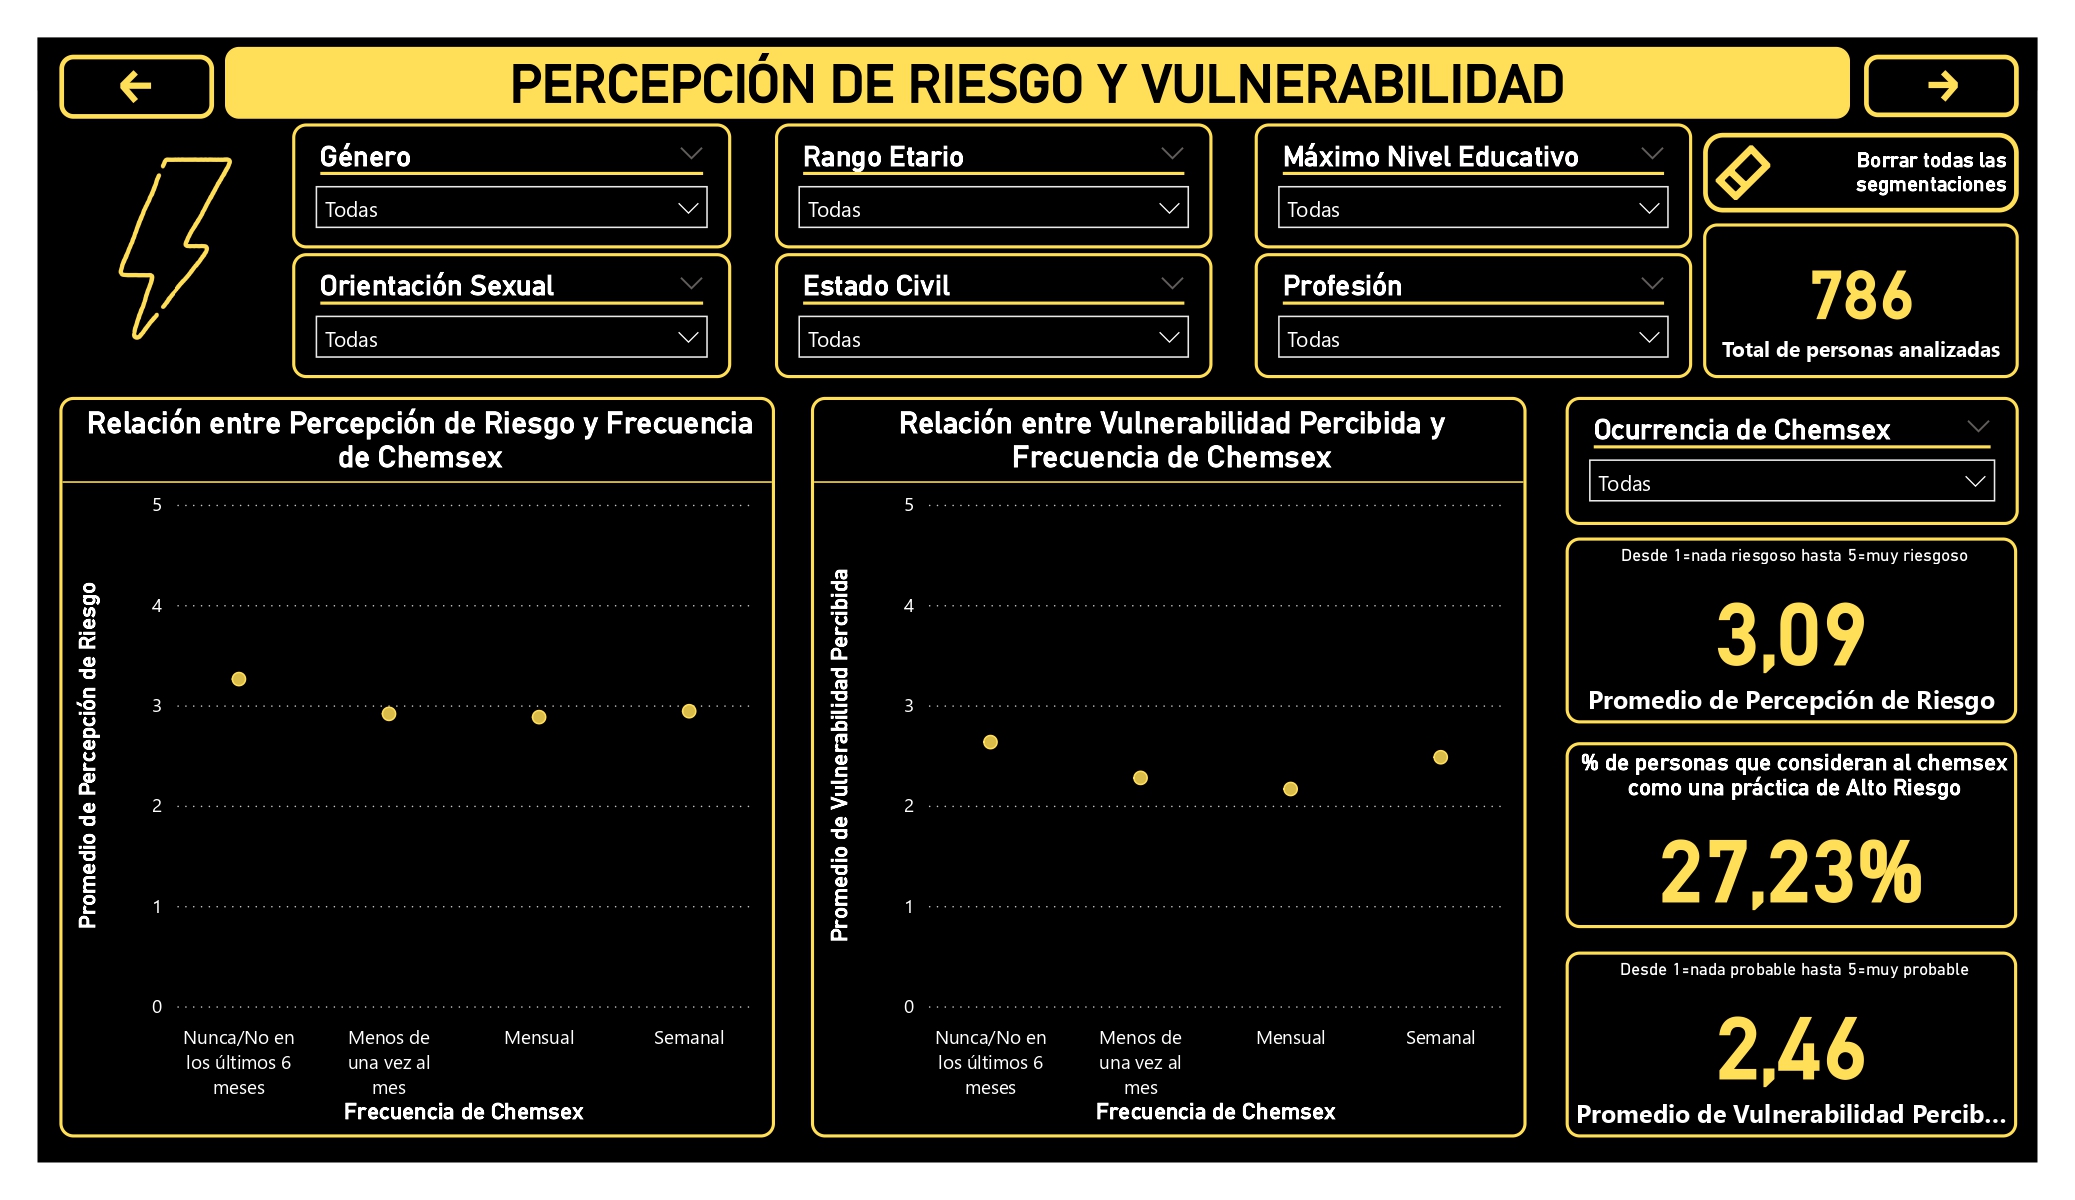 PERCEPCIÓN DE RIESGO Y VULNERABILIDAD
Género
Todas
Rango Etario
Todas
Máximo Nivel Educativo
Todas
Borrar todas las
segmentaciones
Orientación Sexual
Todas
Estado Civil
Todas
Profesión
Todas
786
Total de personas analizadas
Relación entre Percepción de Riesgo y Frecuencia
de Chemsex
Promedio de Percepción de Riesgo
5
4
3
2
1
0
Nunca/No en
los últimos 6
meses
Menos de
una vez al
mes
Mensual
Semanal
Frecuencia de Chemsex
Relación entre Vulnerabilidad Percibida y
Frecuencia de Chemsex
Promedio de Vulnerabilidad Percibida
5
4
3
2
1
0
Nunca/No en
los últimos 6
meses
Menos de
una vez al
mes
Mensual
Semanal
Frecuencia de Chemsex
Ocurrencia de Chemsex
Todas
Desde 1=nada riesgoso hasta 5=muy riesgoso
3,09
Promedio de Percepción de Riesgo
% de personas que consideran al chemsex
como una práctica de Alto Riesgo
27,23%
Desde 1=nada probable hasta 5=muy probable
2,46
Promedio de Vulnerabilidad Percib...